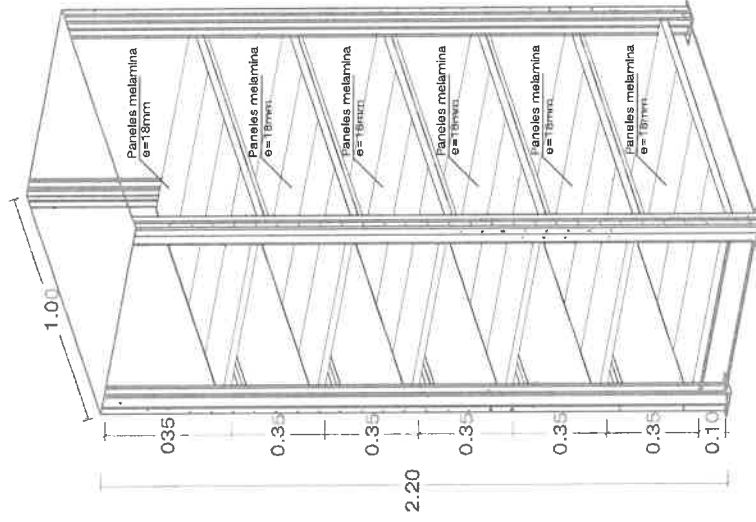 1.00
Paneles melamina
e=18mm
Paneles melamina
e=18mm
Paneles melamina
e=18mm
Paneles melamina
e=18mm
Paneles melamina
e=18mm
Paneles melamina
e=18mm
035
0.35
0.35
0.35
0.35
0.35
0.10
2.20